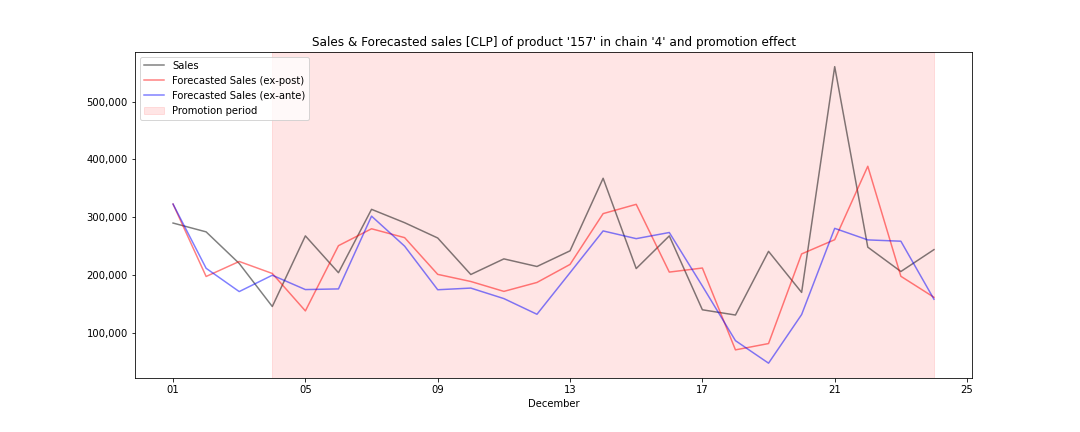 Sales & Forecasted sales [CLP] of product '157' in chain '4' and promotion effect
Sales
Forecasted Sales (ex-post)
Forecasted Sales (ex-ante)
Promotion period
500,000
400,000
300,000
200,000
100,000
01 05 09 13 17 21 25
December